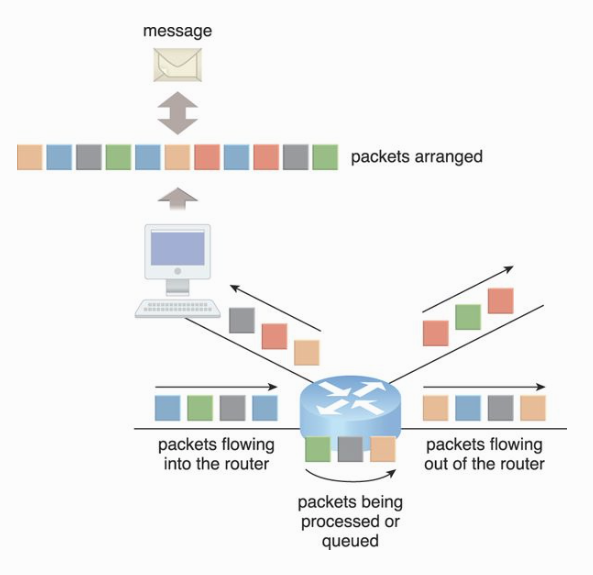 message
packets arranged
packets flowing
into the router
packets flowing
out of the router
packets being
processed or
queued